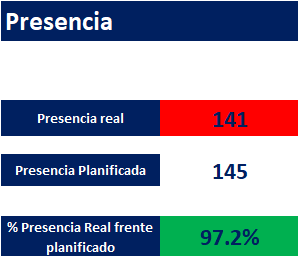 Presencia
Presencia real
141
Presencia Planificada
145
% Presencia Real frente
planificado
97.2%